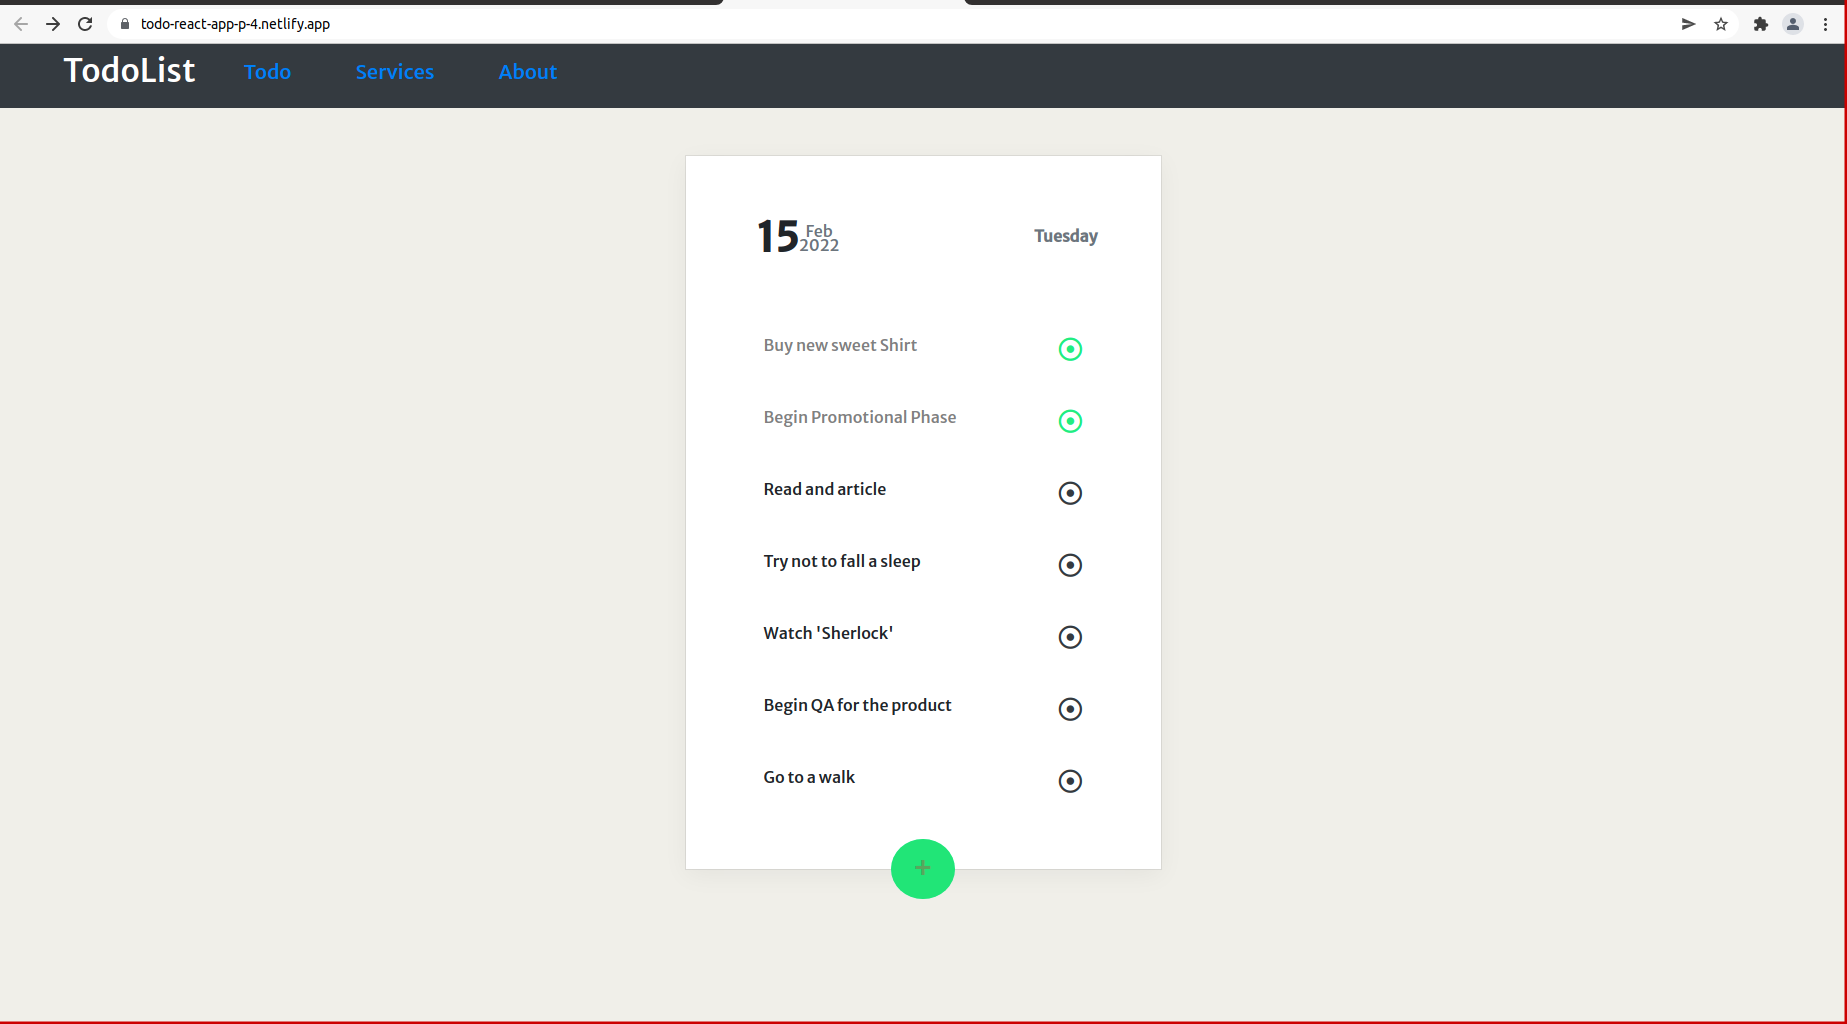 todo-react-app-p-4.netlify.app
TodoList Todo Services About
15 Feb 2022 Tuesday
Buy new sweet Shirt
Begin Promotional Phase
Read and article
Try not to fall a sleep
Watch 'Sherlock'
Begin QA for the product
Go to a walk
+